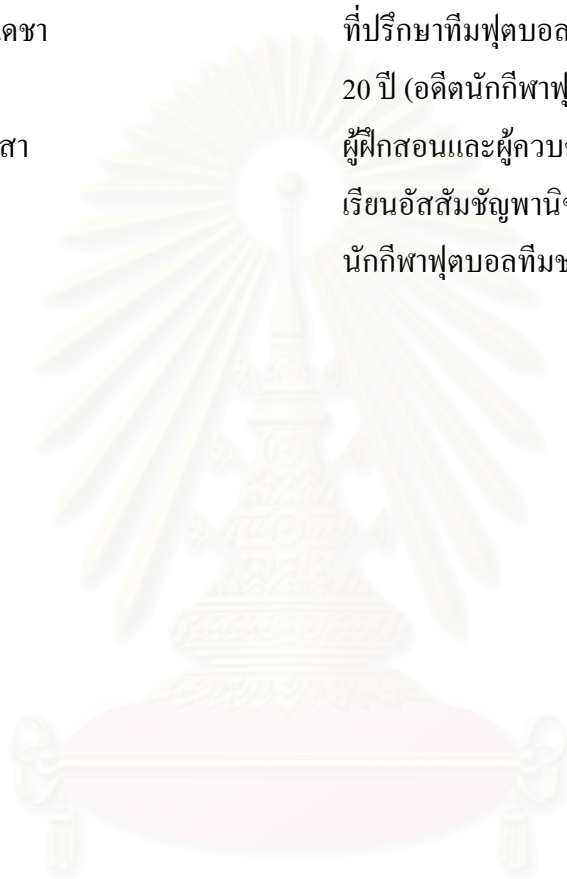 เดชา ที่ปรึกษาทีมฟุตบอล
20 ปี (อดีตนักกีฬาฟุ
สา ผู้ฝึกสอนและผู้ควบ
เรียนอัสสัมชัญพานิช
นักกีฬาฟุตบอลทีมช